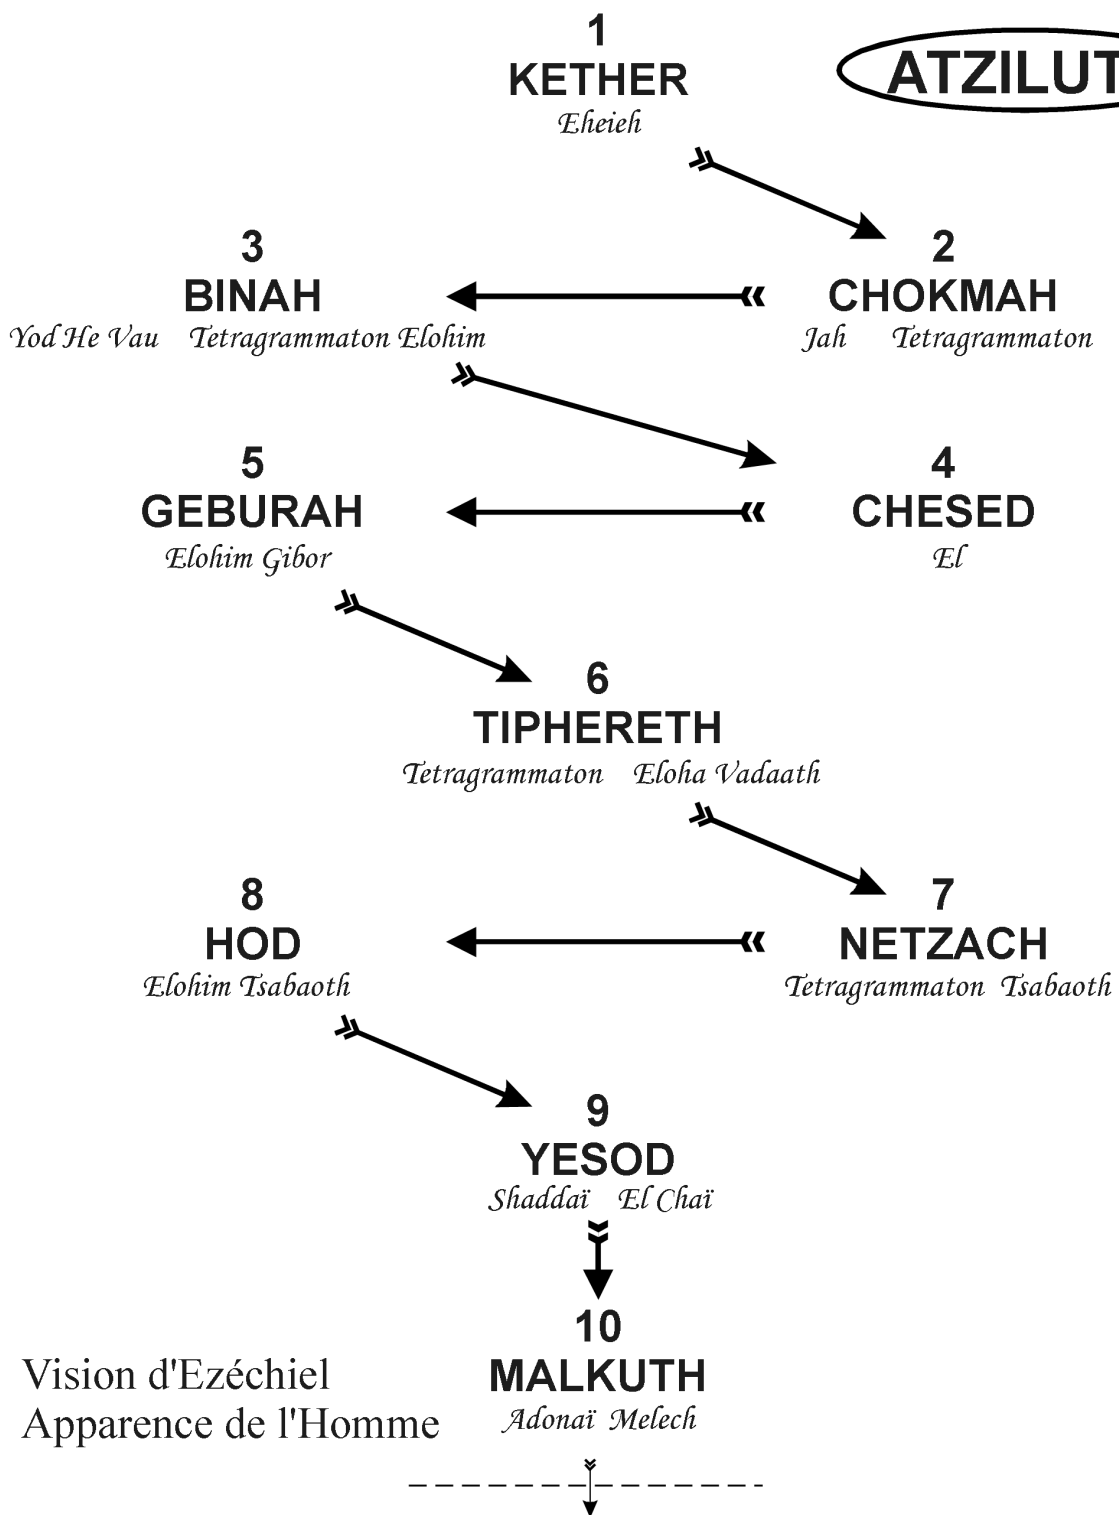 1
KETHER
Eheieh
ATZILUT
3
BINAH
Yod He Vau Tetragrammaton Elohim
2
CHOKMAH
Jah Tetragrammaton
5
GEBURAH
Elohim Gibor
4
CHESED
El
6
TIPHERETH
Tetragrammaton Eloha Vadaath
8
HOD
Elohim Tsabaoth
7
NETZACH
Tetragrammaton Tsabaoth
9
YESOD
Shaddaï El Chaï
10
MALKUTH
Adonaï Melech
Vision d'Ezéchiel
Apparence de l'Homme